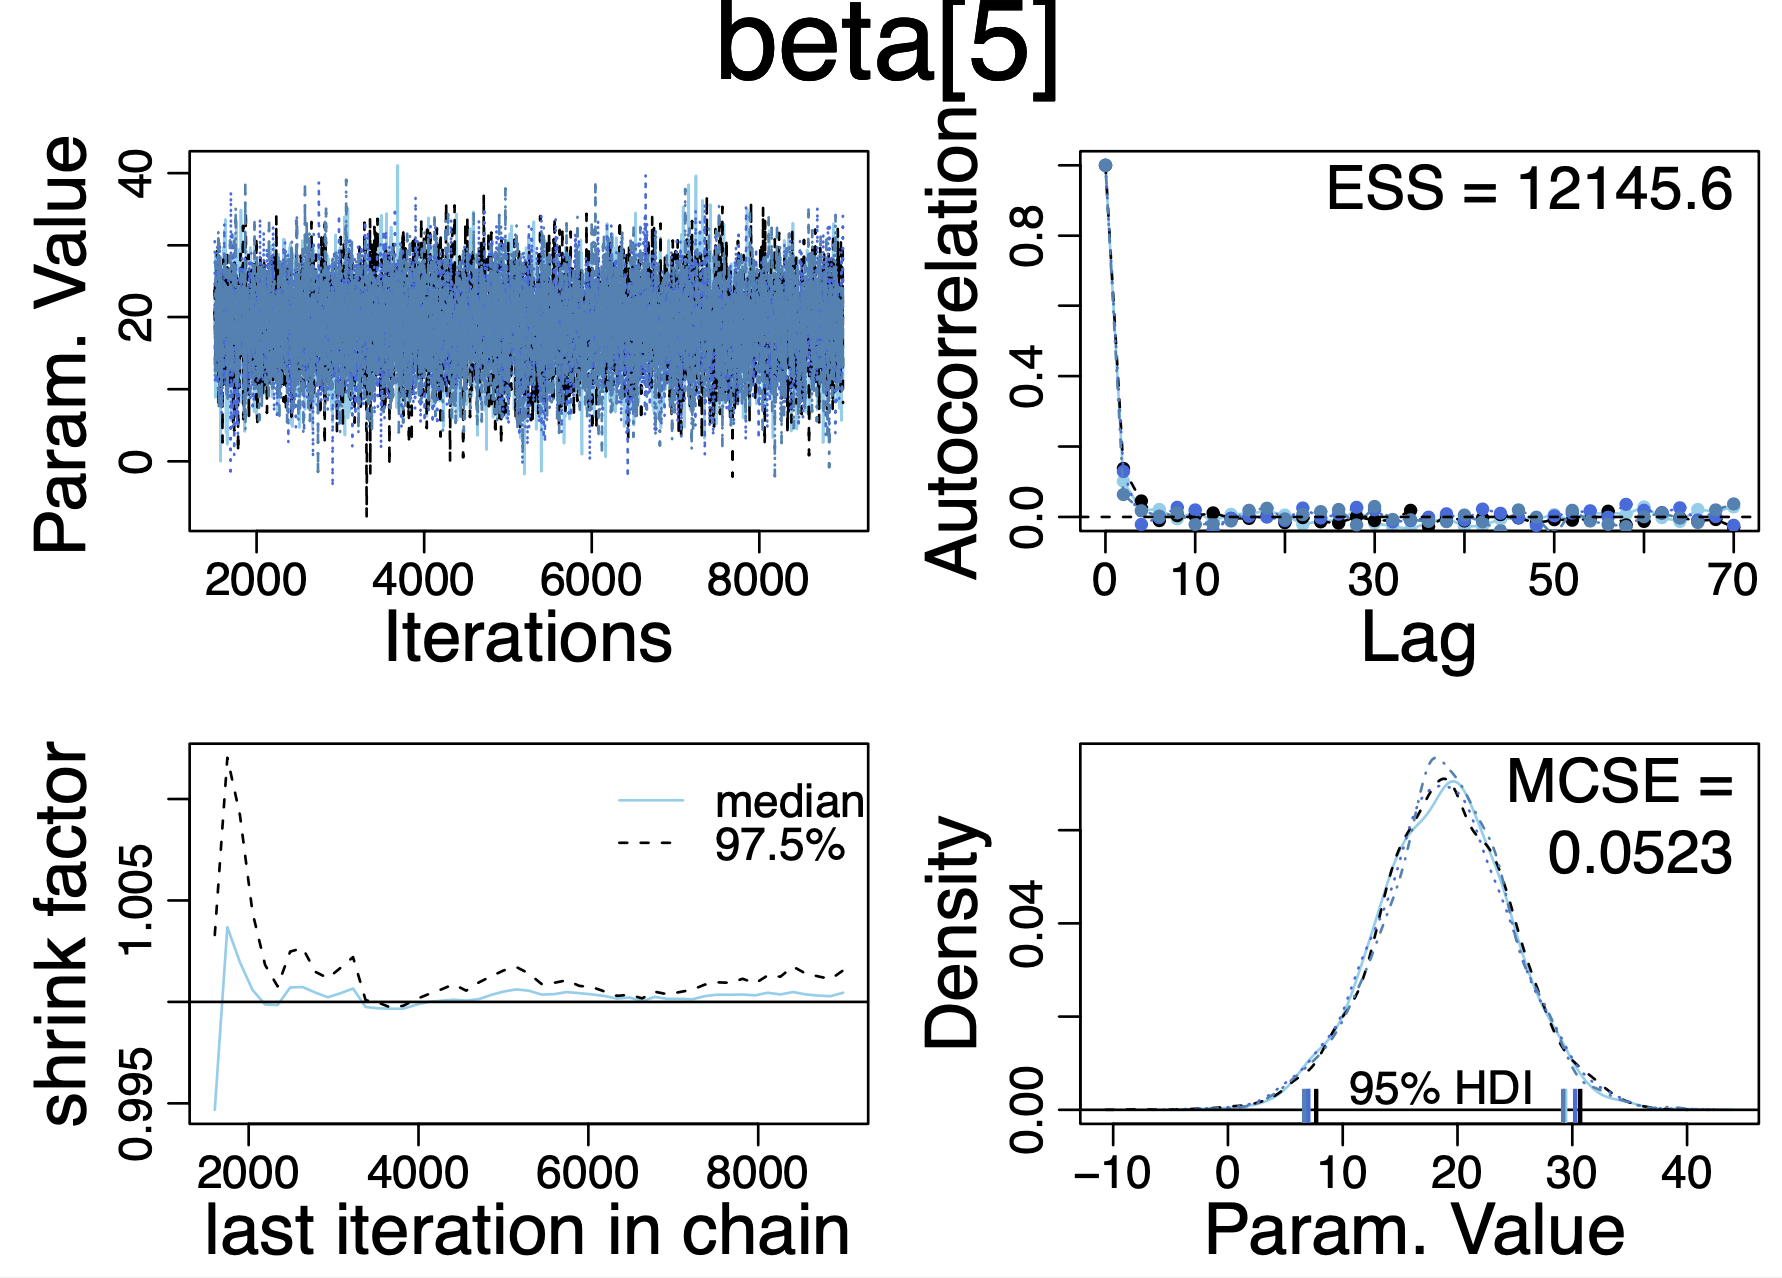 beta[5]
Param. Value
0 20 40
2000 4000 6000 8000
Iterations
Autocorrelation
0.0 0.4 0.8
ESS = 12145.6
0 10 30 50 70
Lag
shrink factor
0.995 1.005
median
97.5%
2000 4000 6000 8000
last iteration in chain
Density
0.00 0.04
MCSE =
0.0523
95% HDI
−10 0 10 20 30 40
Param. Value